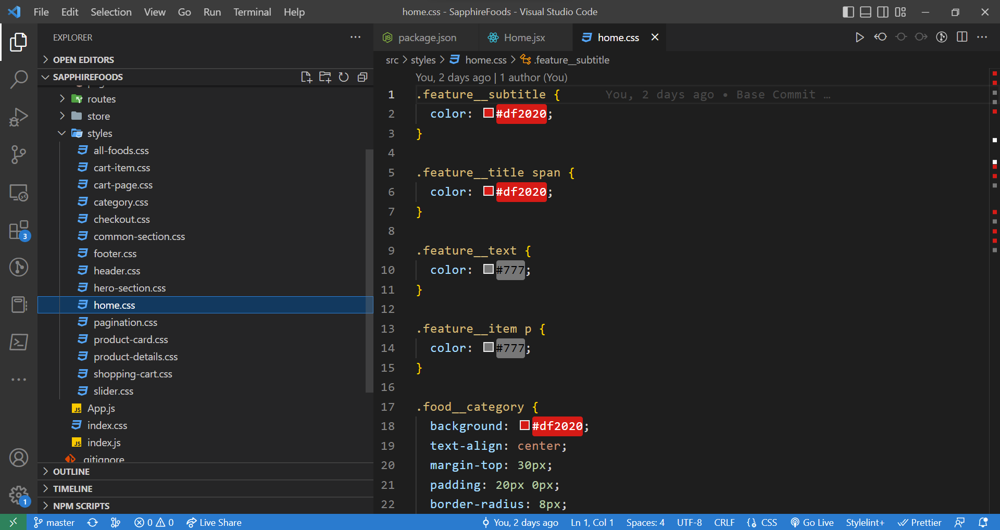 File Edit Selection View Go Run Terminal Help home.css - SapphireFoods - Visual Studio Code
EXPLORER
package.json Home.jsx home.css
OPEN EDITORS
src styles home.css .feature__subtitle
SAPPHIREFOODS
routes
store
styles
all-foods.css
cart-item.css
cart-page.css
category.css
checkout.css
common-section.css
footer.css
header.css
hero-section.css
home.css
pagination.css
product-card.css
product-details.css
shopping-cart.css
slider.css
JS App.js
index.css
JS index.js
.gitignore
OUTLINE
TIMELINE
NPM SCRIPTS
3
1
You, 2 days ago | 1 author (You)
1 .feature__subtitle { You, 2 days ago • Base Commit …
2 color: #df2020;
3 }
4
5 .feature__title span {
6 color: #df2020;
7 }
8
9 .feature__text {
10 color: #777;
11 }
12
13 .feature__item p {
14 color: #777;
15 }
16
17 .food__category {
18 background: #df2020;
19 text-align: center;
20 margin-top: 30px;
21 padding: 20px 0px;
22 border-radius: 8px;
master 0 0 Live Share You, 2 days ago Ln 1, Col 1 Spaces: 4 UTF-8 CRLF CSS Go Live Stylelint+ Prettier